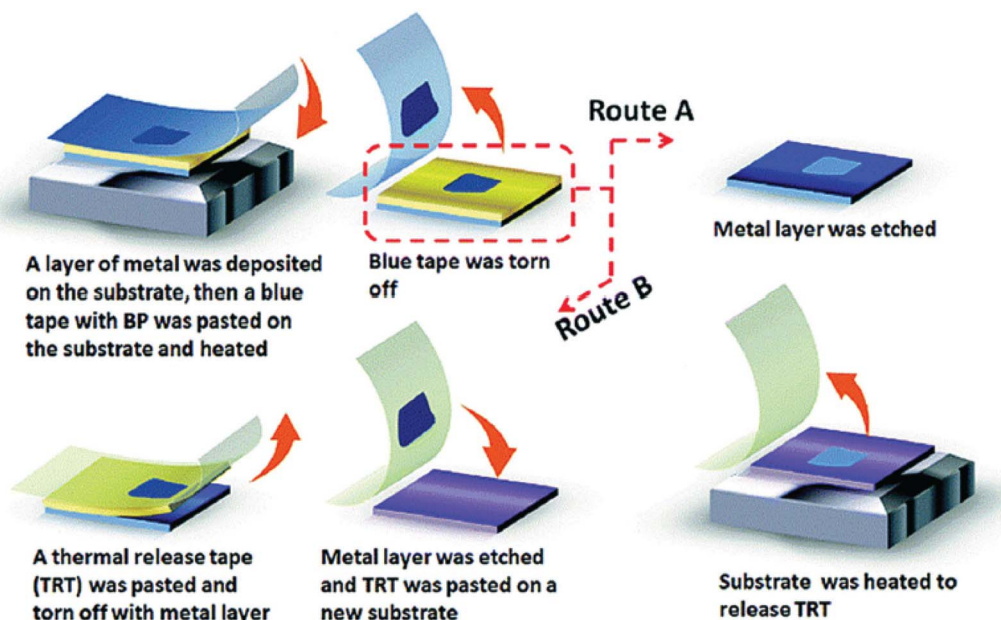 Route A
A layer of metal was deposited
on the substrate, then a blue
tape with BP was pasted on
the substrate and heated
Blue tape was torn
off
Metal layer was etched
Route B
A thermal release tape
(TRT) was pasted and
torn off with metal layer
Metal layer was etched
and TRT was pasted on a
new substrate
Substrate was heated to
release TRT